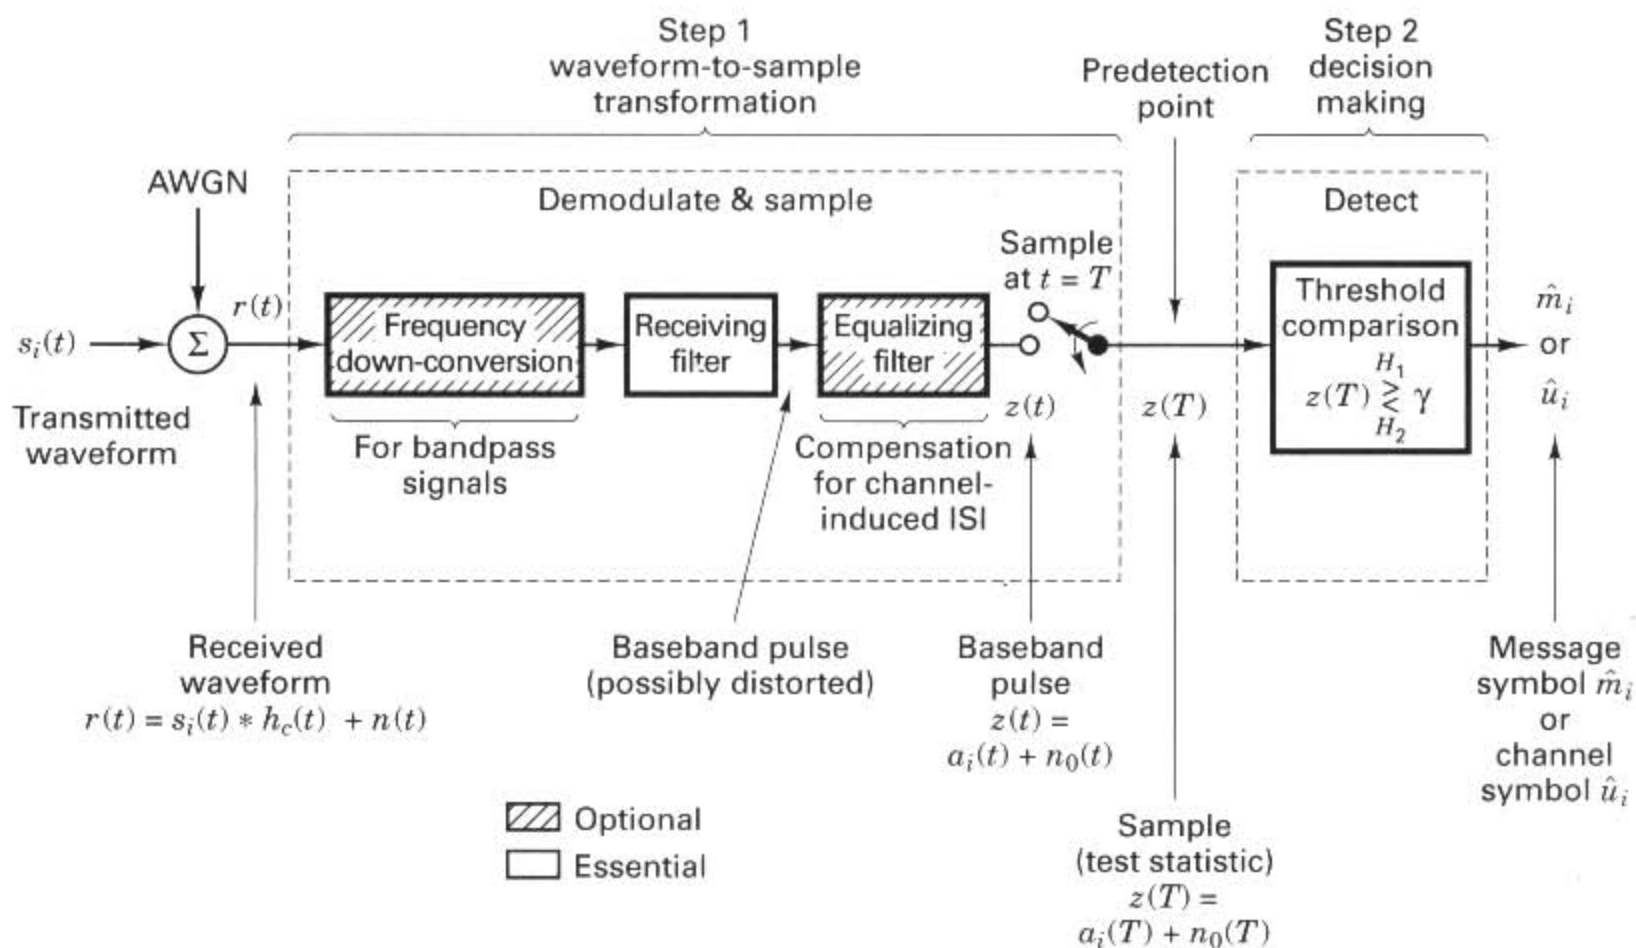 Step 1
waveform-to-sample
transformation
Predetection
point
Step 2
decision
making
AWGN
Demodulate & sample
Detect
Sample
at t = T
r(t)
s_i(t)
Σ
Frequency
down-conversion
Receiving
filter
Equalizing
filter
Threshold
comparison
H_1
z(T) ≷ γ
H_2
m̂_i
or
û_i
z(t)
z(T)
Transmitted
waveform
For bandpass
signals
Compensation
for channel-
induced ISI
Received
waveform
r(t) = s_i(t) * h_c(t) + n(t)
Baseband pulse
(possibly distorted)
Baseband
pulse
z(t) =
a_i(t) + n_0(t)
Message
symbol m̂_i
or
channel
symbol û_i
Optional
Essential
Sample
(test statistic)
z(T) =
a_i(T) + n_0(T)